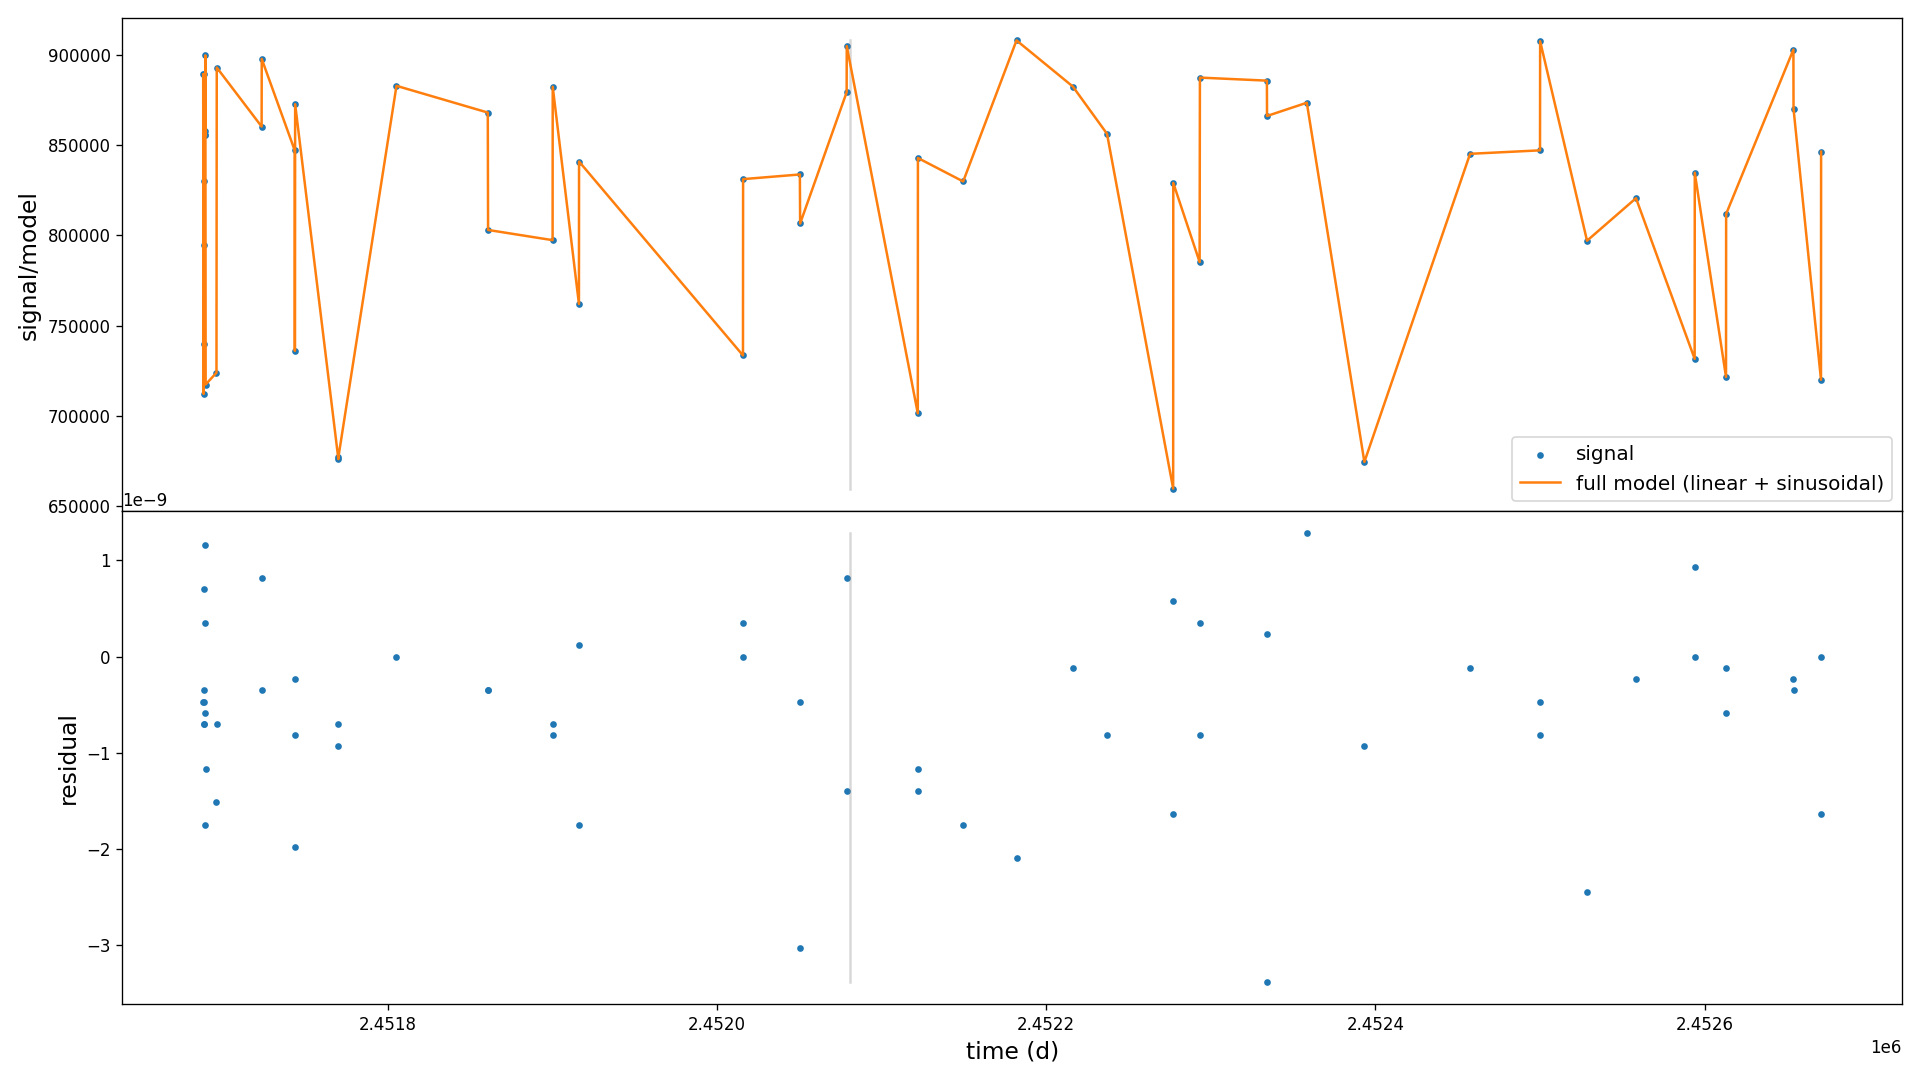 900000
850000
800000
750000
700000
650000
signal/model
signal
full model (linear + sinusoidal)
1e−9
1
0
−1
−2
−3
residual
2.4518
2.4520
2.4522
2.4524
2.4526
time (d)
1e6